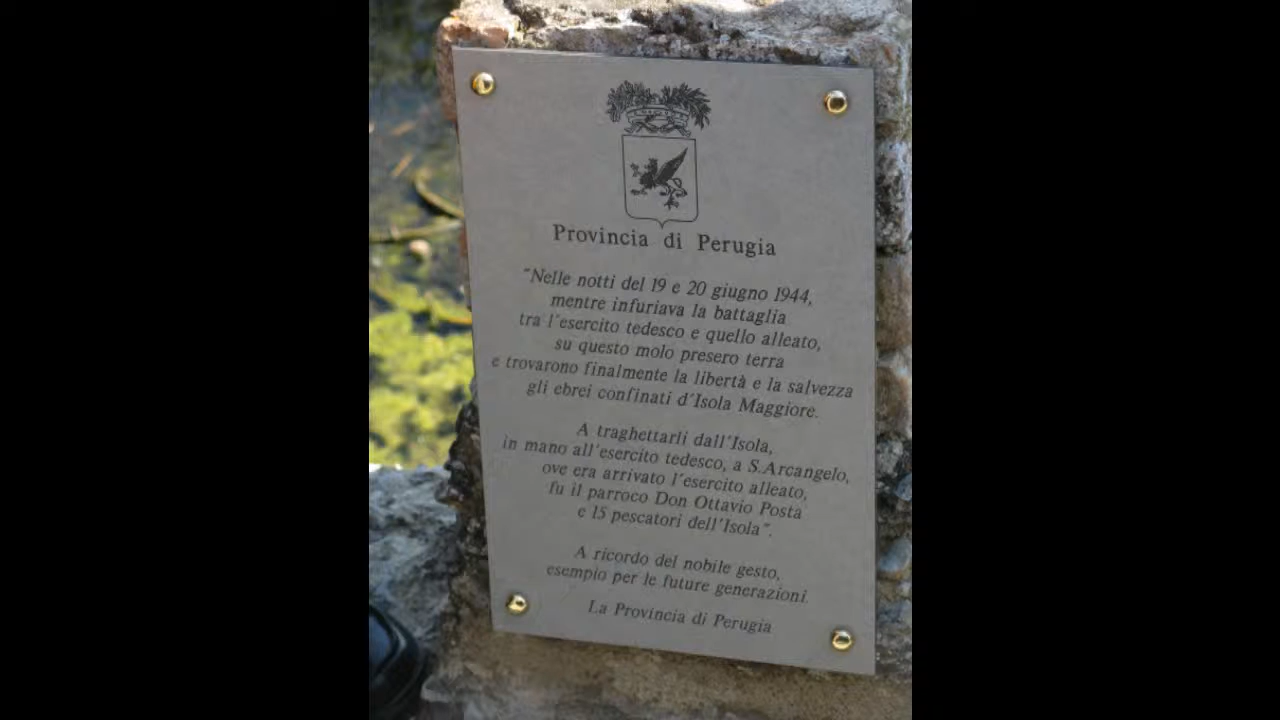 Provincia di Perugia
"Nelle notti del 19 e 20 giugno 1944,
mentre infuriava la battaglia
tra l'esercito tedesco e quello alleato,
su questo molo presero terra
e trovarono finalmente la libertà e la salvezza
gli ebrei confinati d'Isola Maggiore.
A traghettarli dall'Isola,
in mano all'esercito tedesco, a S.Arcangelo,
ove era arrivato l'esercito alleato,
fu il parroco Don Ottavio Posta
e 15 pescatori dell'Isola".
A ricordo del nobile gesto,
esempio per le future generazioni.
La Provincia di Perugia